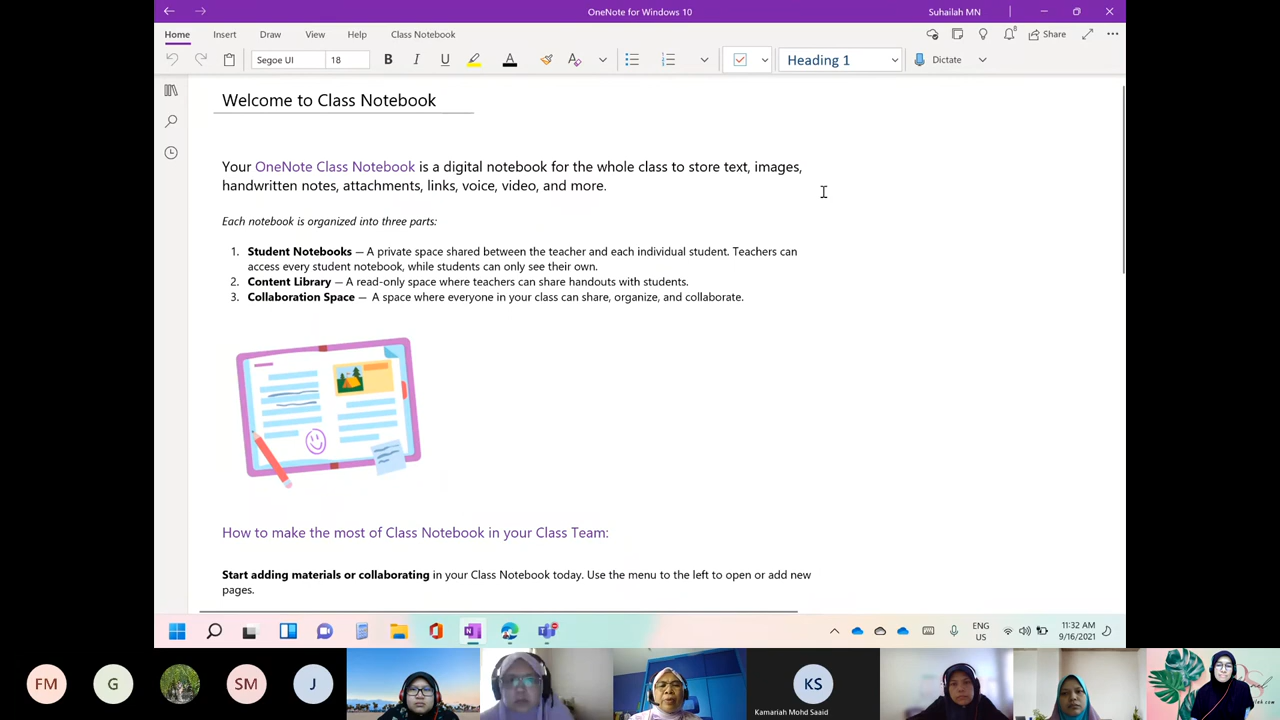 OneNote for Windows 10
Suhailah MN
Home Insert Draw View Help Class Notebook
Share
Segoe UI 18 B I U A Heading 1 Dictate
Welcome to Class Notebook
Your OneNote Class Notebook is a digital notebook for the whole class to store text, images,
handwritten notes, attachments, links, voice, video, and more.
Each notebook is organized into three parts:
1. Student Notebooks — A private space shared between the teacher and each individual student. Teachers can
access every student notebook, while students can only see their own.
2. Content Library — A read-only space where teachers can share handouts with students.
3. Collaboration Space — A space where everyone in your class can share, organize, and collaborate.
How to make the most of Class Notebook in your Class Team:
Start adding materials or collaborating in your Class Notebook today. Use the menu to the left to open or add new
pages.
ENG
US
11:32 AM
9/16/2021
FM G SM J KS
Kamariah Mohd Saaid